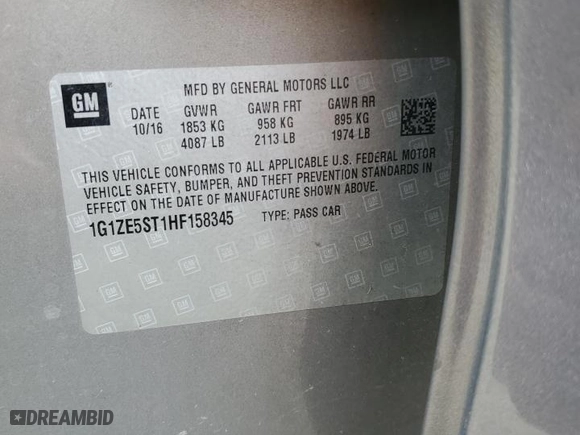 GM
MFD BY GENERAL MOTORS LLC
DATE GVWR GAWR FRT GAWR RR
10/16 1853 KG 958 KG 895 KG
4087 LB 2113 LB 1974 LB
THIS VEHICLE CONFORMS TO ALL APPLICABLE U.S. FEDERAL MOTOR
VEHICLE SAFETY, BUMPER, AND THEFT PREVENTION STANDARDS IN
EFFECT ON THE DATE OF MANUFACTURE SHOWN ABOVE.
1G1ZE5ST1HF158345 TYPE: PASS CAR
DREAMBID